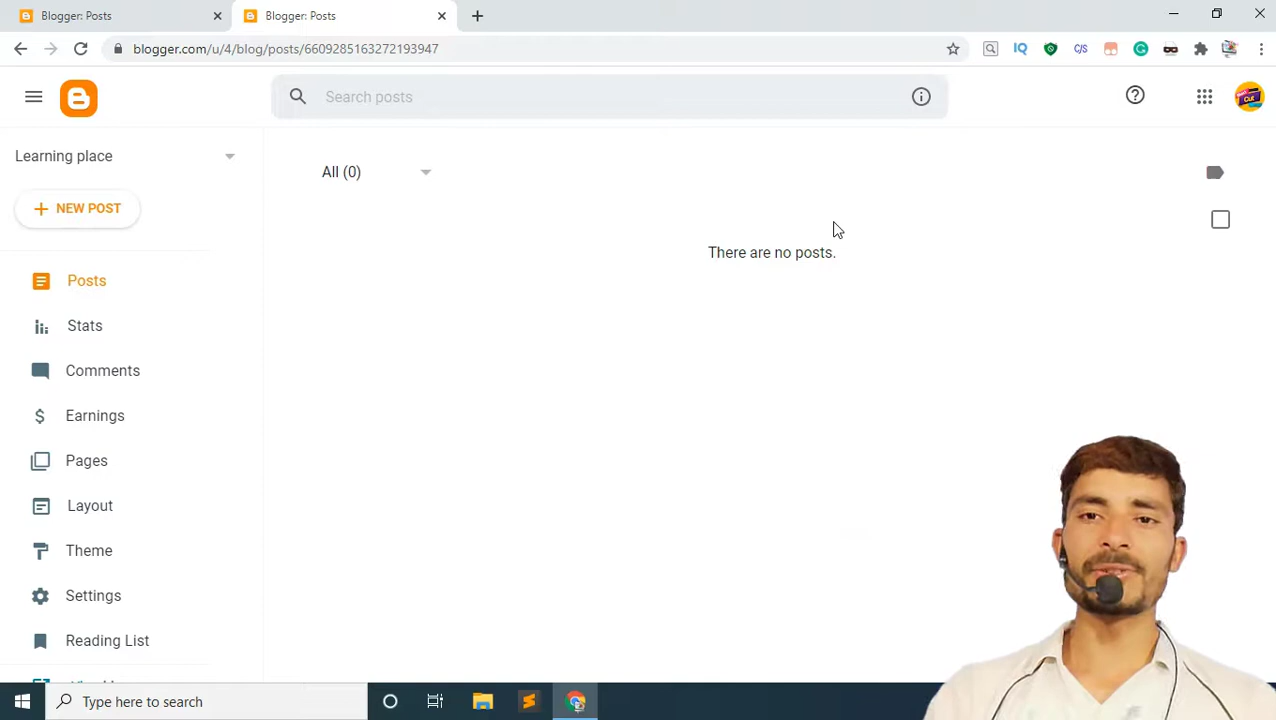 Blogger: Posts
Blogger: Posts
blogger.com/u/4/blog/posts/6609285163272193947
IQ
C/S
Search posts
Learning place
All (0)
NEW POST
There are no posts.
Posts
Stats
Comments
Earnings
Pages
Layout
Theme
Settings
Reading List
Type here to search